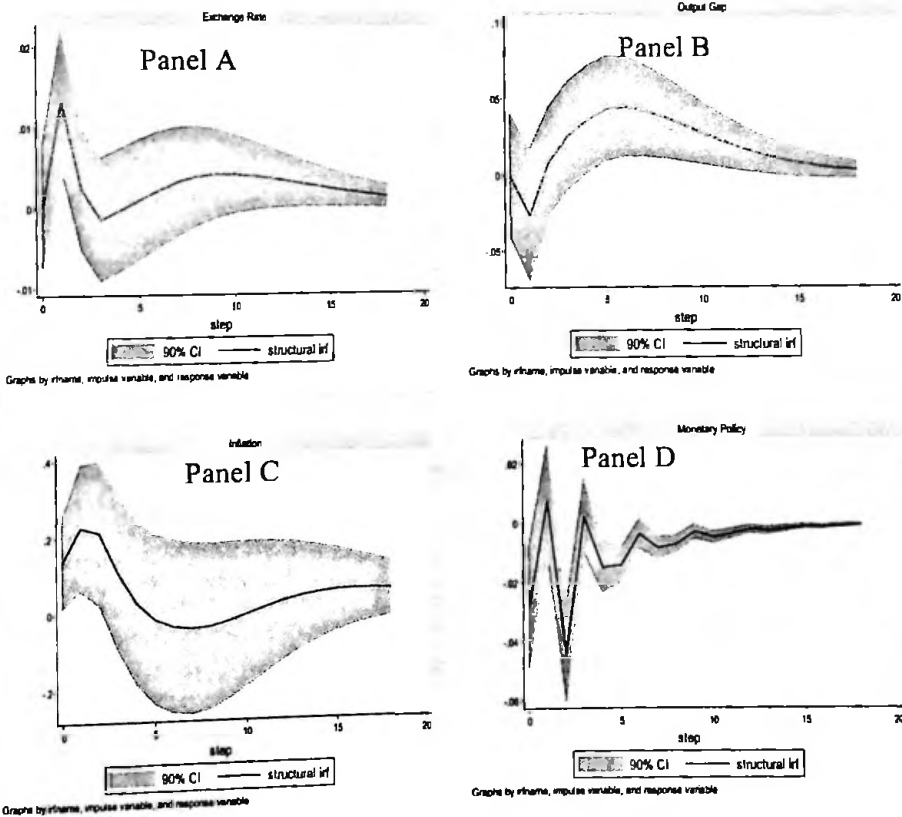 Exchange Rate
Panel A
.02
.01
0
-.01
0
5
10
15
20
step
90% CI
structural irf
Graphs by irfname, impulse variable, and response variable
Output Gap
Panel B
.1
.05
0
-.05
0
5
10
15
20
step
90% CI
structural irf
Graphs by irfname, impulse variable, and response variable
Inflation
Panel C
.4
.2
0
-.2
0
5
10
15
20
step
90% CI
structural irf
Graphs by irfname, impulse variable, and response variable
Monetary Policy
Panel D
.02
0
-.02
-.04
-.06
0
5
10
15
20
step
90% CI
structural irf
Graphs by irfname, impulse variable, and response variable